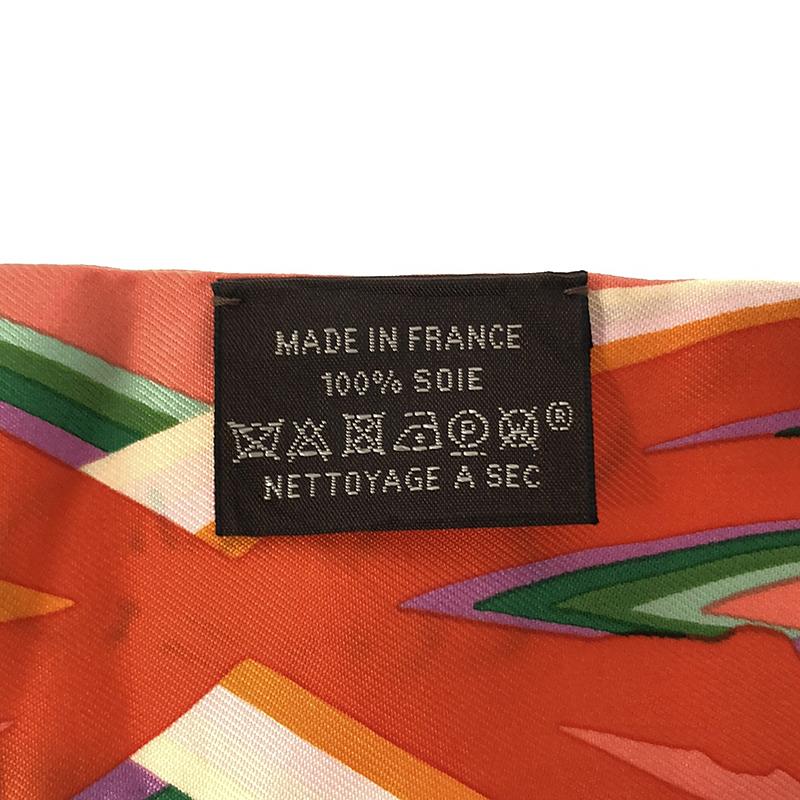 MADE IN FRANCE
100% SOIE
P W ®
NETTOYAGE A SEC